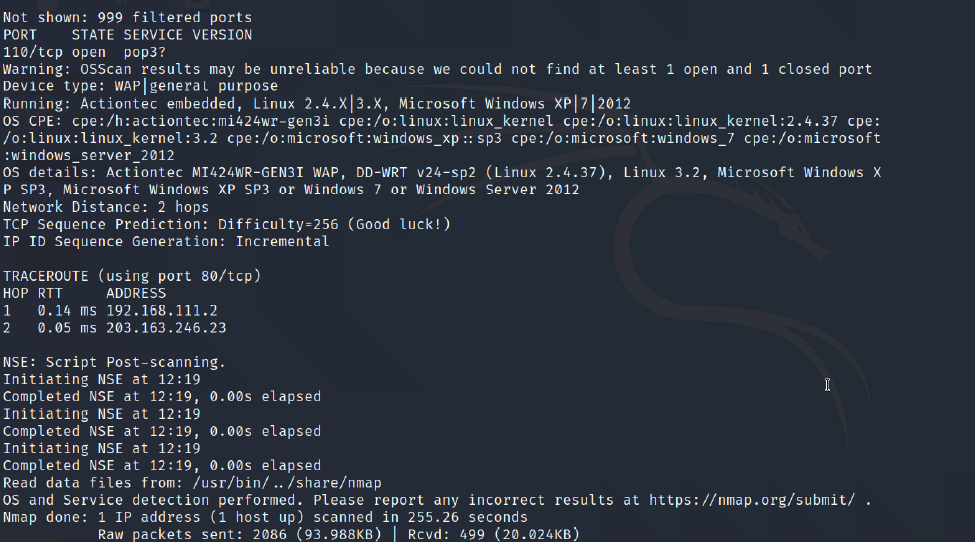 Not shown: 999 filtered ports
PORT    STATE SERVICE VERSION
110/tcp open  pop3?
Warning: OSScan results may be unreliable because we could not find at least 1 open and 1 closed port
Device type: WAP|general purpose
Running: Actiontec embedded, Linux 2.4.X|3.X, Microsoft Windows XP|7|2012
OS CPE: cpe:/h:actiontec:mi424wr-gen3i cpe:/o:linux:linux_kernel cpe:/o:linux:linux_kernel:2.4.37 cpe:
/o:linux:linux_kernel:3.2 cpe:/o:microsoft:windows_xp::sp3 cpe:/o:microsoft:windows_7 cpe:/o:microsoft
:windows_server_2012
OS details: Actiontec MI424WR-GEN3I WAP, DD-WRT v24-sp2 (Linux 2.4.37), Linux 3.2, Microsoft Windows X
P SP3, Microsoft Windows XP SP3 or Windows 7 or Windows Server 2012
Network Distance: 2 hops
TCP Sequence Prediction: Difficulty=256 (Good luck!)
IP ID Sequence Generation: Incremental

TRACEROUTE (using port 80/tcp)
HOP RTT     ADDRESS
1   0.14 ms 192.168.111.2
2   0.05 ms 203.163.246.23

NSE: Script Post-scanning.
Initiating NSE at 12:19
Completed NSE at 12:19, 0.00s elapsed
Initiating NSE at 12:19
Completed NSE at 12:19, 0.00s elapsed
Initiating NSE at 12:19
Completed NSE at 12:19, 0.00s elapsed
Read data files from: /usr/bin/../share/nmap
OS and Service detection performed. Please report any incorrect results at https://nmap.org/submit/ .
Nmap done: 1 IP address (1 host up) scanned in 255.26 seconds
           Raw packets sent: 2086 (93.988KB) | Rcvd: 499 (20.024KB)